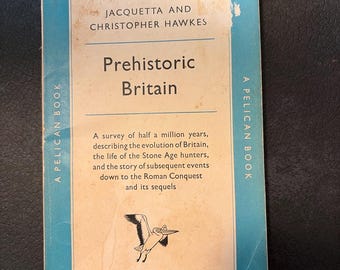 JACQUETTA AND
CHRISTOPHER HAWKES
Prehistoric
Britain
A survey of half a million years,
describing the evolution of Britain,
the life of the Stone Age hunters,
and the story of subsequent events
down to the Roman Conquest
and its sequels
A PELICAN BOOK
A PELICAN BOOK